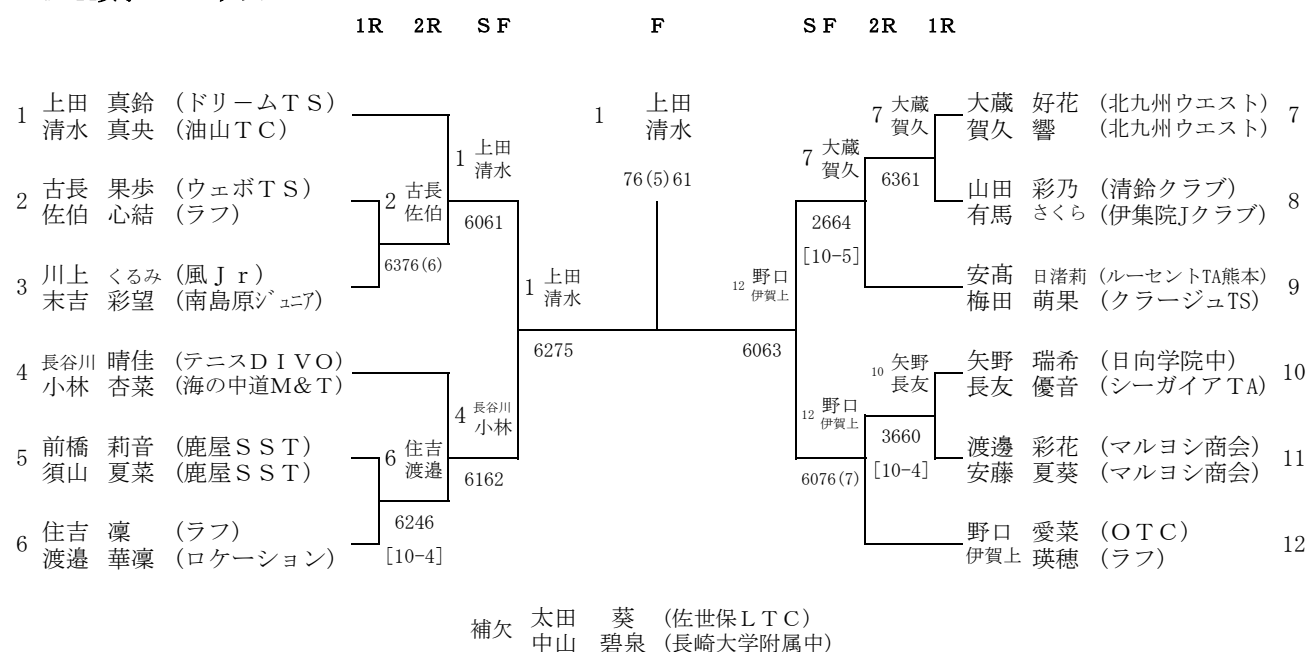 1R 2R SF F SF 2R 1R
1 上田 真鈴 (ドリームTS)
清水 真央 (油山TC)
2 古長 果歩 (ウェボTS)
佐伯 心結 (ラフ)
3 川上 くるみ (風Jr)
末吉 彩望 (南島原ジュニア)
4 長谷川 晴佳 (テニスDIVO)
小林 杏菜 (海の中道M&T)
5 前橋 莉音 (鹿屋SST)
須山 夏菜 (鹿屋SST)
6 住吉 凜 (ラフ)
渡邉 華凜 (ロケーション)
2 古長
佐伯
6376(6)
6 住吉
渡邉
6246
[10-4]
1 上田
清水
6061
4 長谷川
小林
6162
1 上田
清水
6275
1 上田
清水
76(5)61
12 野口
伊賀上
6063
7 大蔵
賀久
2664
[10-5]
12 野口
伊賀上
6076(7)
7 大蔵
賀久
6361
10 矢野
長友
3660
[10-4]
大蔵 好花 (北九州ウエスト) 7
賀久 響 (北九州ウエスト)
山田 彩乃 (清鈴クラブ) 8
有馬 さくら (伊集院Jクラブ)
安髙 日渚莉 (ルーセントTA熊本) 9
梅田 萌果 (クラージュTS)
矢野 瑞希 (日向学院中) 10
長友 優音 (シーガイアTA)
渡邊 彩花 (マルヨシ商会) 11
安藤 夏葵 (マルヨシ商会)
野口 愛菜 (OTC) 12
伊賀上 瑛穂 (ラフ)
補欠 太田 葵 (佐世保LTC)
中山 碧泉 (長崎大学附属中)